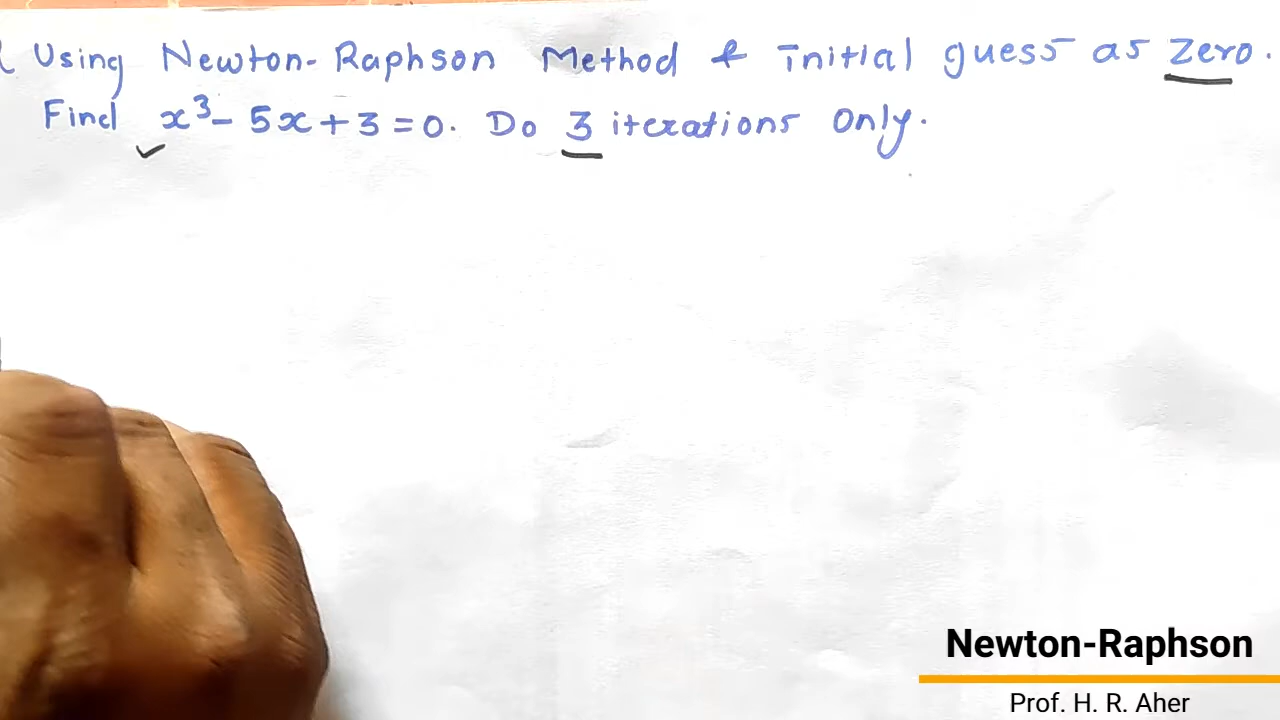 Using Newton-Raphson Method & initial guess as zero.
Find x³- 5x+3=0. Do 3 iterations only.
Newton-Raphson
Prof. H. R. Aher